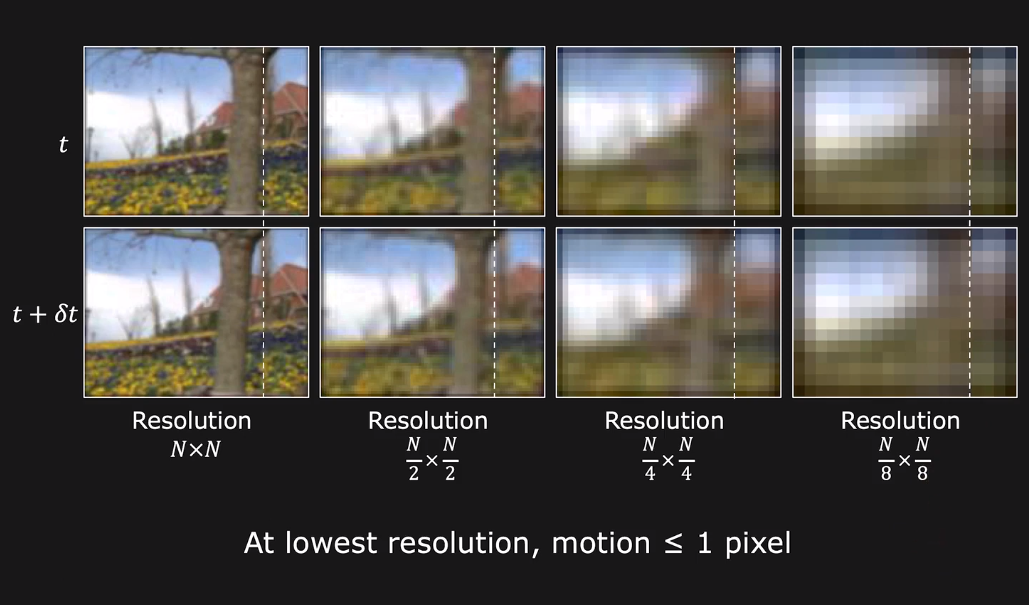 t
t + δt
Resolution Resolution Resolution Resolution
N×N N/2 × N/2 N/4 × N/4 N/8 × N/8
At lowest resolution, motion ≤ 1 pixel